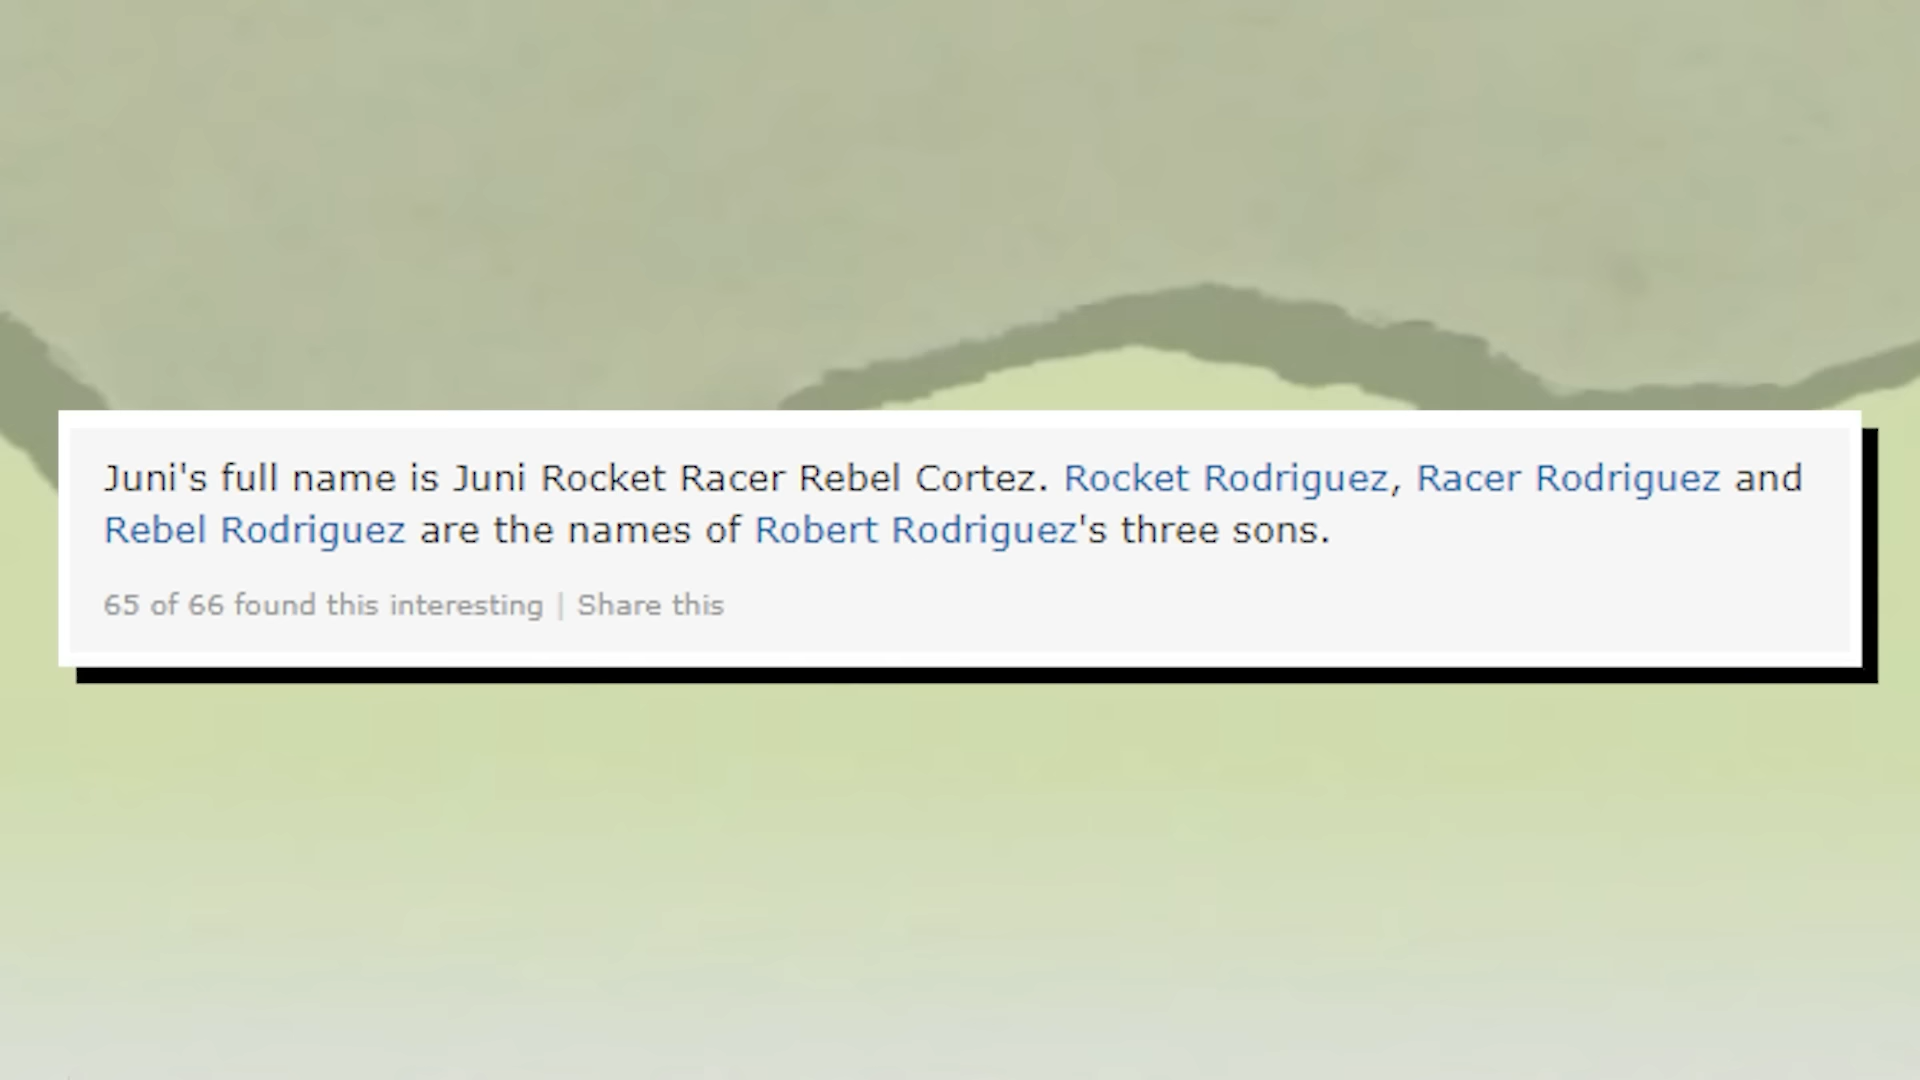 Juni's full name is Juni Rocket Racer Rebel Cortez. Rocket Rodriguez, Racer Rodriguez and
Rebel Rodriguez are the names of Robert Rodriguez's three sons.
65 of 66 found this interesting | Share this